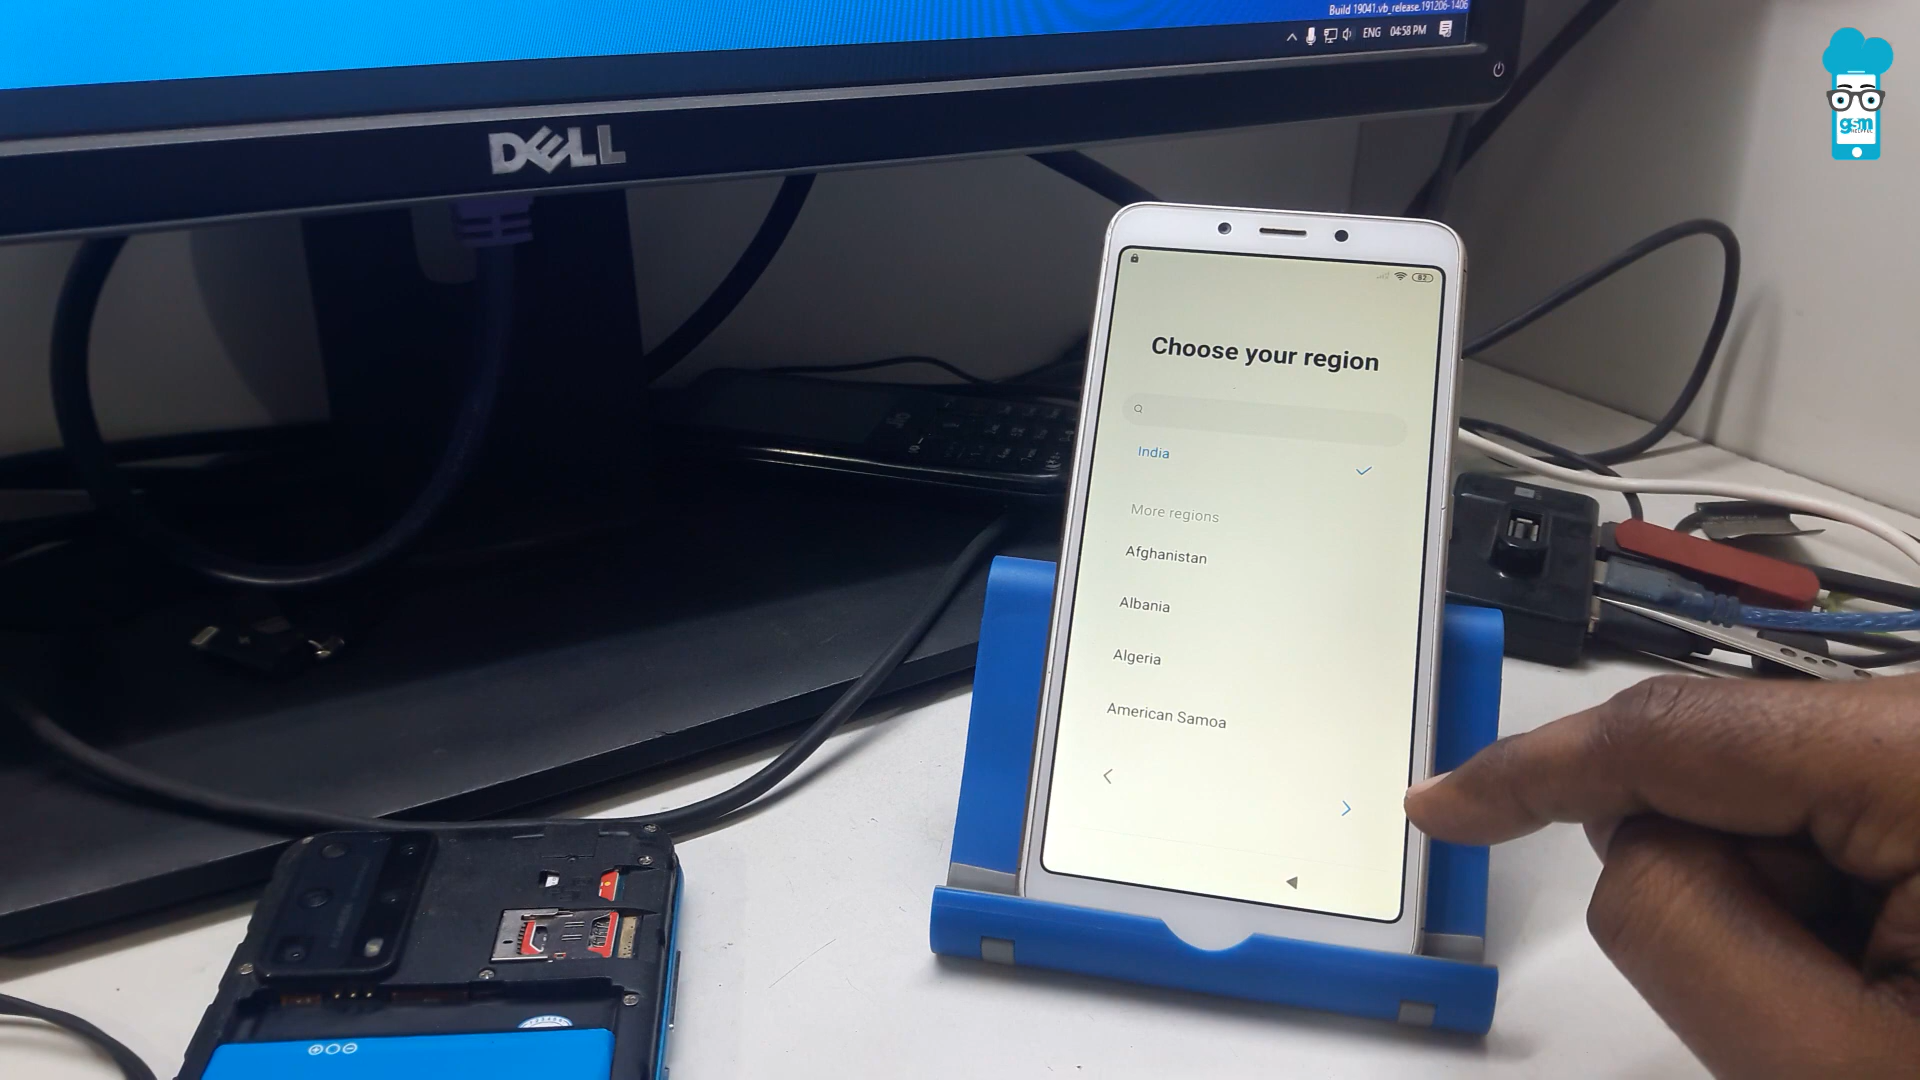 Build 19041.vb_release.191206-1406
ENG 04:58 PM
DELL
gsm
82
Choose your region
India
More regions
Afghanistan
Albania
Algeria
American Samoa